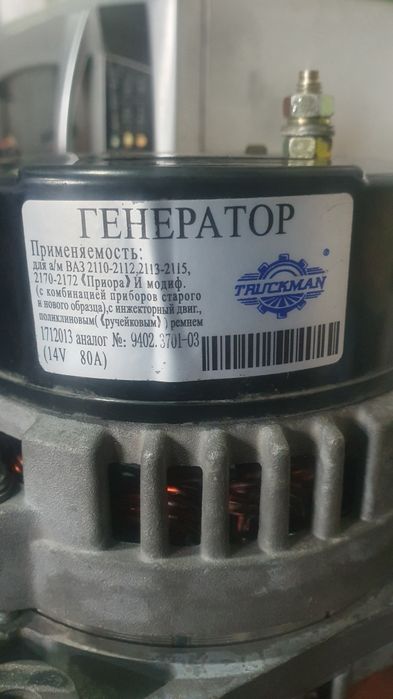 ГЕНЕРАТОР
Применяемость:
для а/м ВАЗ 2110-2112,2113-2115,
2170-2172 (Приора) И модиф.
(с комбинацией приборов старого
и нового образца),с инжекторный двиг.,
поликлиновым((ручейковым)) ремнем
1712013 аналог №: 9402.3701-03
(14V 80A)
TRUCKMAN